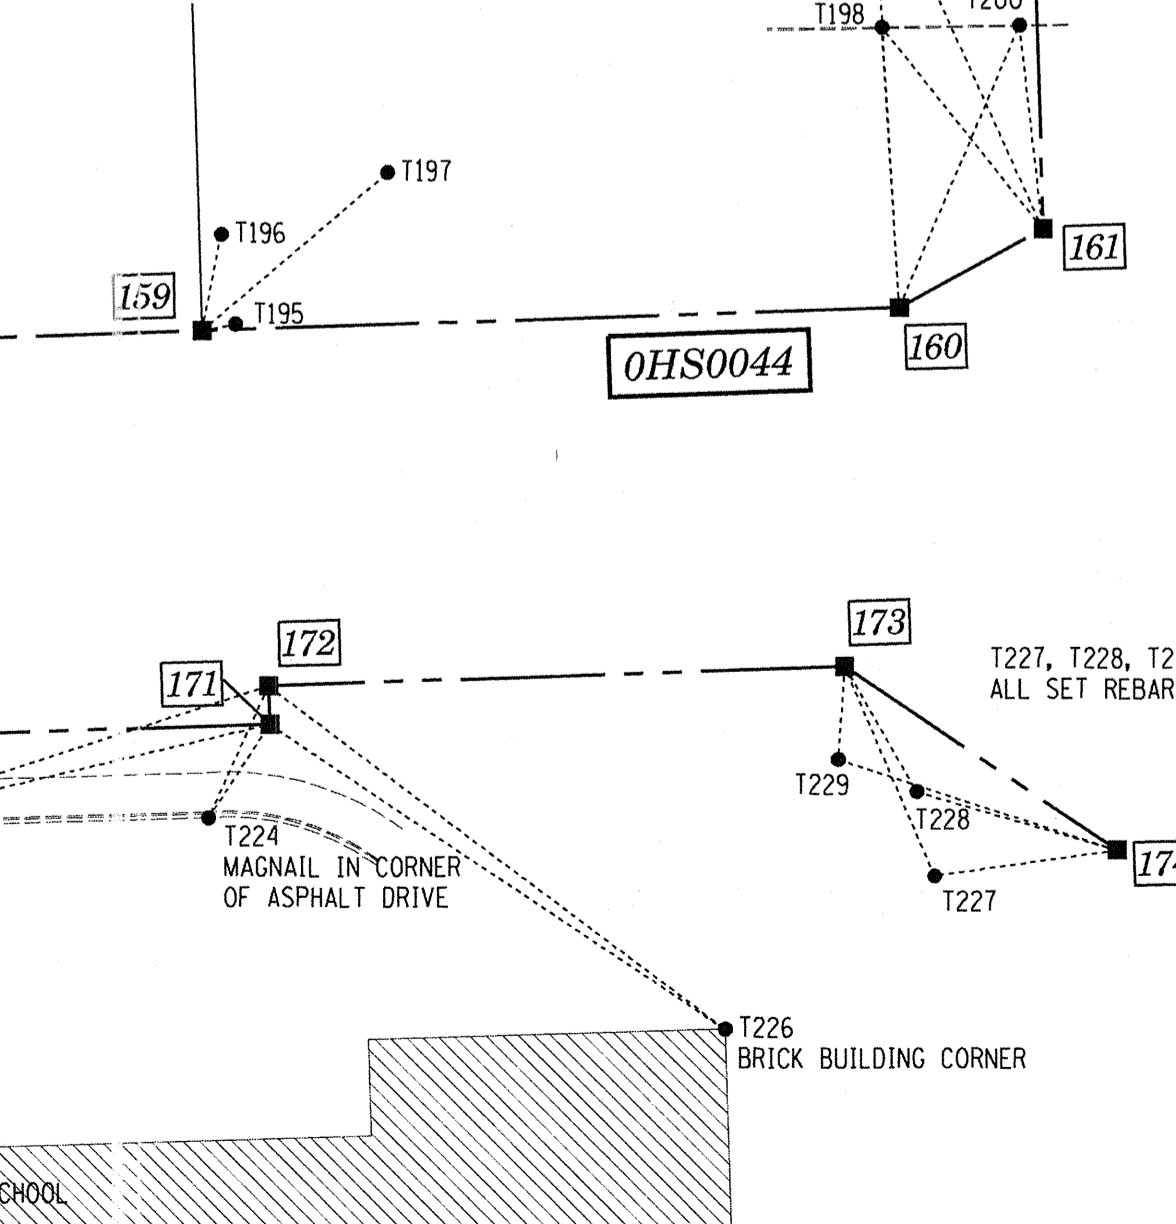 T198
T197
T196
161
159
T195
160
0HS0044
172
173
171
T227, T228,
ALL SET REBAR
T229
T228
T224
MAGNAIL IN CORNER
OF ASPHALT DRIVE
T227
T226
BRICK BUILDING CORNER